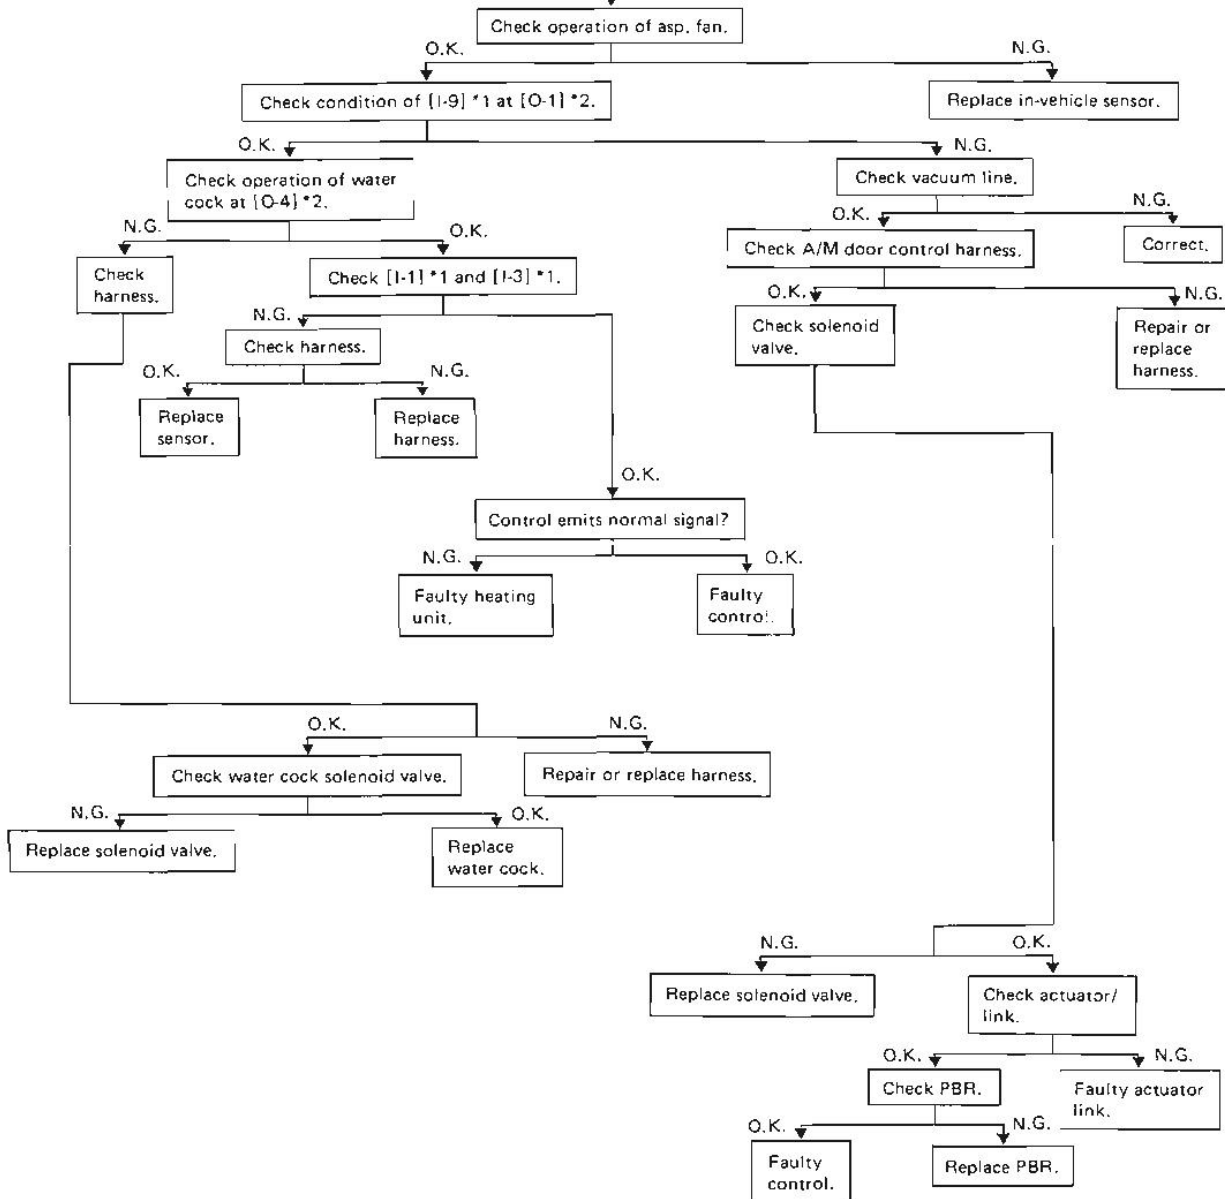 Check operation of asp. fan.
O.K.
N.G.
Check condition of [I-9] *1 at [O-1] *2.
Replace in-vehicle sensor.
O.K.
N.G.
Check operation of water
cock at [O-4] *2.
Check vacuum line.
N.G.
O.K.
O.K.
N.G.
Check
harness.
Check [I-1] *1 and [I-3] *1.
Check A/M door control harness.
Correct.
N.G.
O.K.
N.G.
Check harness.
Check solenoid
valve.
Repair or
replace
harness.
O.K.
N.G.
Replace
sensor.
Replace
harness.
O.K.
Control emits normal signal?
N.G.
O.K.
Faulty heating
unit.
Faulty
control.
O.K.
N.G.
Check water cock solenoid valve.
Repair or replace harness.
N.G.
O.K.
Replace solenoid valve.
Replace
water cock.
N.G.
O.K.
Replace solenoid valve.
Check actuator/
link.
O.K.
N.G.
Check PBR.
Faulty actuator
link.
O.K.
N.G.
Faulty
control.
Replace PBR.